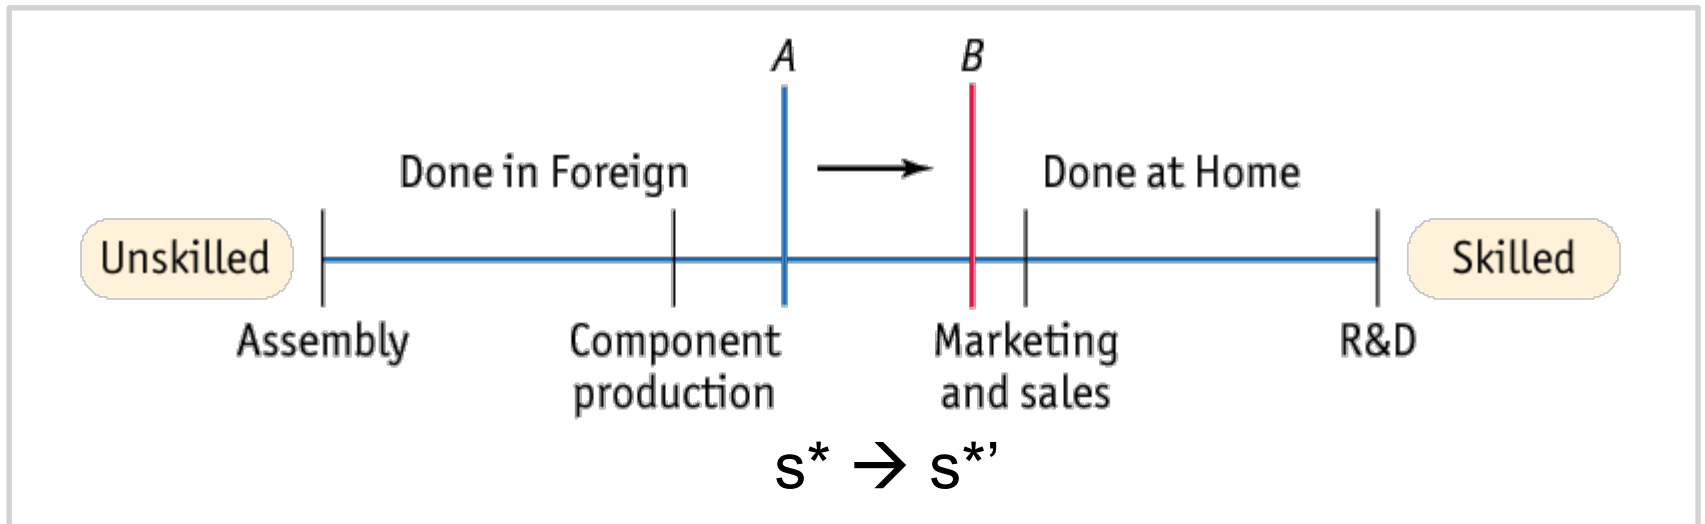 A B
Done in Foreign Done at Home
Unskilled Skilled
Assembly Component production Marketing and sales R&D
s* → s*’